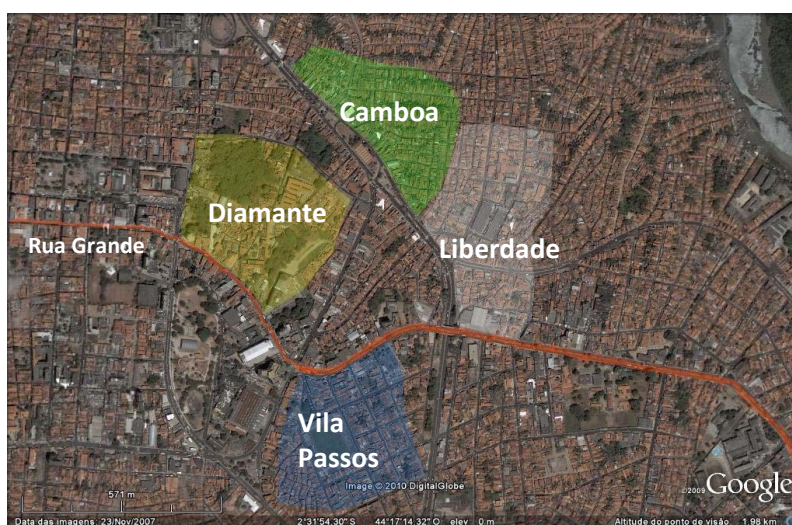 Camboa
Diamante
Rua Grande
Liberdade
Vila
Passos
Image © 2010 DigitalGlobe
571 m
©2009 Google
Data das imagens: 23/Nov/2007 2°31'54.30" S 44°17'14.32" O elev 0 m Altitude do ponto de visão 1.98 km